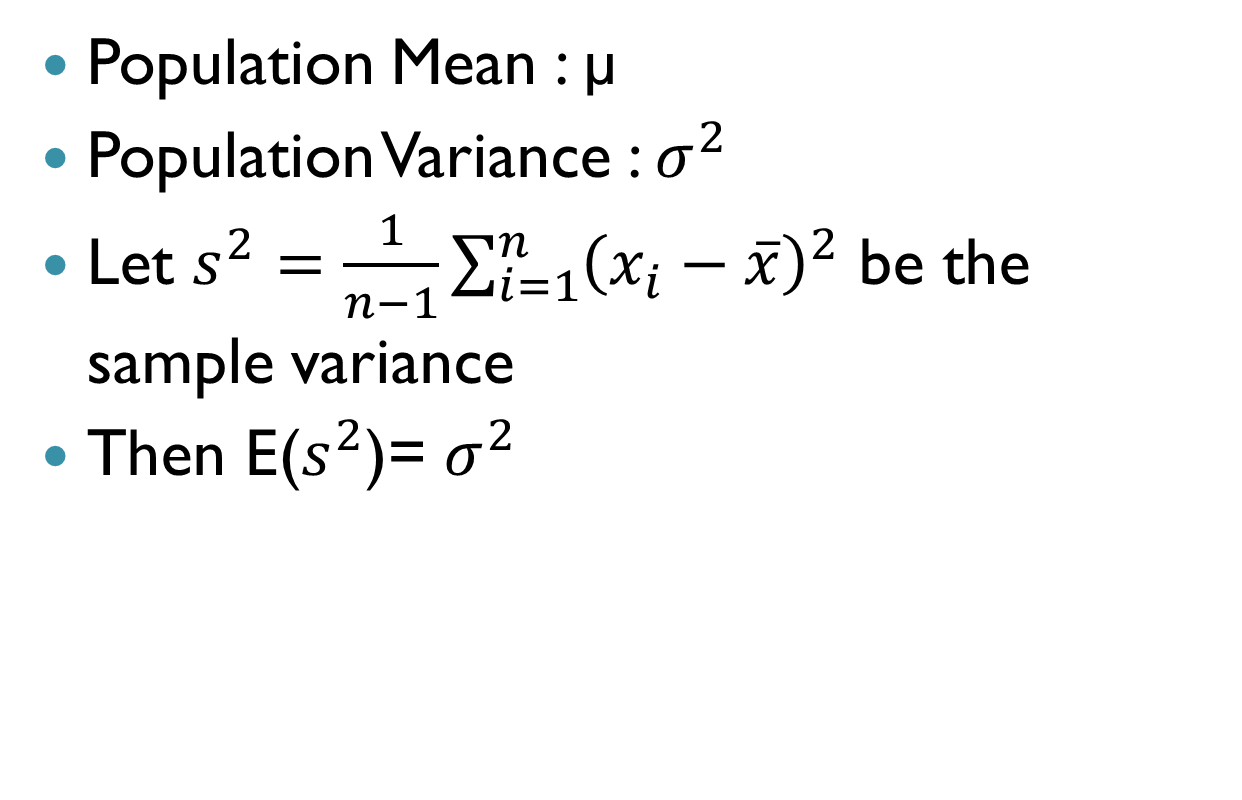 • Population Mean : μ
• Population Variance : 𝜎²
• Let 𝑠² = \frac{1}{𝑛−1} ∑ᵢ₌₁ⁿ(𝑥ᵢ − 𝑥̄)² be the
sample variance
• Then E(𝑠²)= 𝜎²